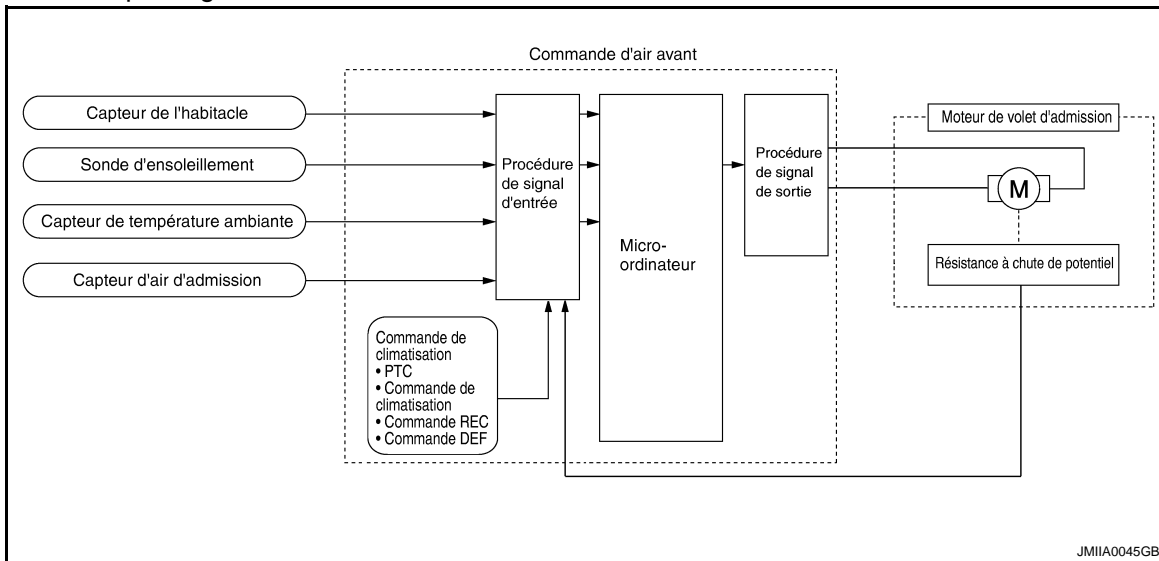 Commande d'air avant
Capteur de l'habitacle
Sonde d'ensoleillement
Capteur de température ambiante
Capteur d'air d'admission
Commande de
climatisation
• PTC
• Commande de
climatisation
• Commande REC
• Commande DEF
Procédure
de signal
d'entrée
Micro-
ordinateur
Procédure
de signal
de sortie
Moteur de volet d'admission
M
Résistance à chute de potentiel
JMIIA0045GB